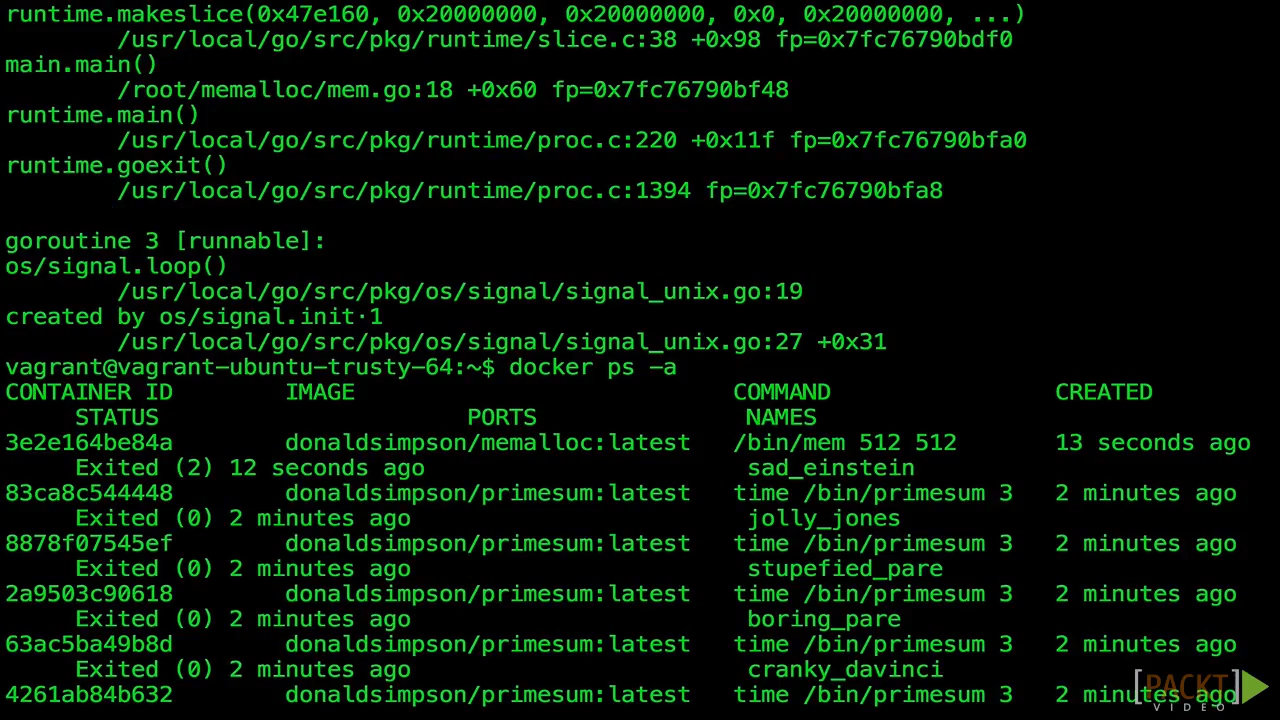 runtime.makeslice(0x47e160, 0x20000000, 0x20000000, 0x0, 0x20000000, ...)
        /usr/local/go/src/pkg/runtime/slice.c:38 +0x98 fp=0x7fc76790bdf0
main.main()
        /root/memalloc/mem.go:18 +0x60 fp=0x7fc76790bf48
runtime.main()
        /usr/local/go/src/pkg/runtime/proc.c:220 +0x11f fp=0x7fc76790bfa0
runtime.goexit()
        /usr/local/go/src/pkg/runtime/proc.c:1394 fp=0x7fc76790bfa8

goroutine 3 [runnable]:
os/signal.loop()
        /usr/local/go/src/pkg/os/signal/signal_unix.go:19
created by os/signal.init·1
        /usr/local/go/src/pkg/os/signal/signal_unix.go:27 +0x31
vagrant@vagrant-ubuntu-trusty-64:~$ docker ps -a
CONTAINER ID        IMAGE                           COMMAND                CREATED
     STATUS                      PORTS               NAMES
3e2e164be84a        donaldsimpson/memalloc:latest   /bin/mem 512 512       13 seconds ago
     Exited (2) 12 seconds ago                       sad_einstein
83ca8c544448        donaldsimpson/primesum:latest   time /bin/primesum 3   2 minutes ago
     Exited (0) 2 minutes ago                        jolly_jones
8878f07545ef        donaldsimpson/primesum:latest   time /bin/primesum 3   2 minutes ago
     Exited (0) 2 minutes ago                        stupefied_pare
2a9503c90618        donaldsimpson/primesum:latest   time /bin/primesum 3   2 minutes ago
     Exited (0) 2 minutes ago                        boring_pare
63ac5ba49b8d        donaldsimpson/primesum:latest   time /bin/primesum 3   2 minutes ago
     Exited (0) 2 minutes ago                        cranky_davinci
4261ab84b632        donaldsimpson/primesum:latest   time /bin/primesum 3   2 minutes ago
[PACKT]
VIDEO